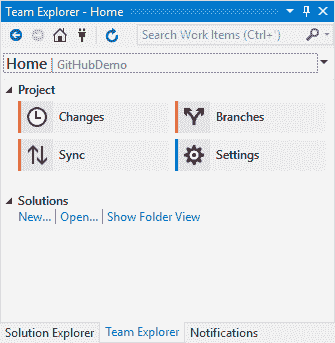 Team Explorer - Home
Search Work Items (Ctrl+')
Home | GitHubDemo
Project
Changes
Branches
Sync
Settings
Solutions
New... | Open... | Show Folder View
Solution Explorer Team Explorer Notifications